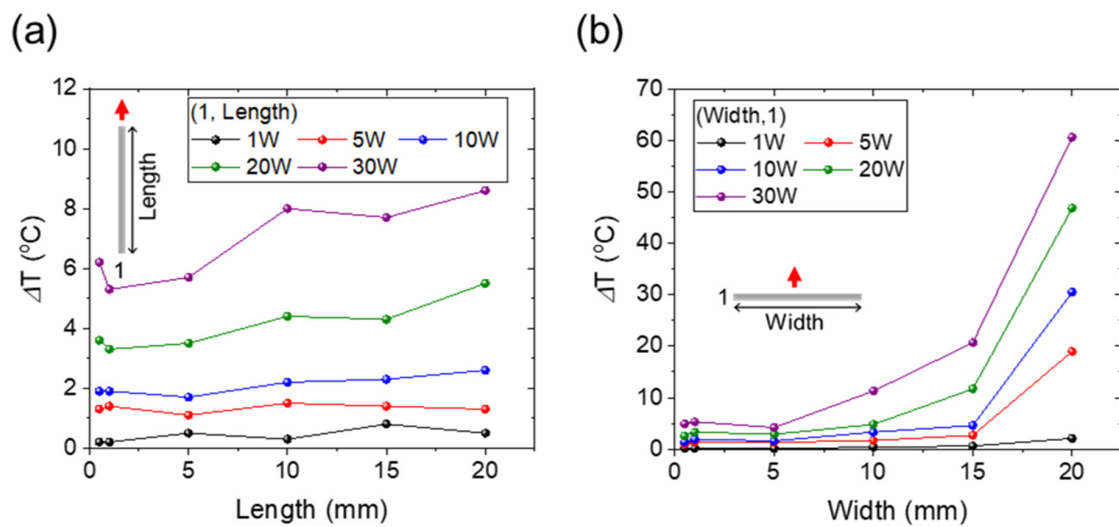 (a)
12
10
8
6
4
2
0
ΔT (°C)
(1, Length)
1W 5W 10W
20W 30W
Length
1
0 5 10 15 20
Length (mm)
(b)
70
60
50
40
30
20
10
0
ΔT (°C)
(Width,1)
1W 5W
10W 20W
30W
1
Width
0 5 10 15 20
Width (mm)